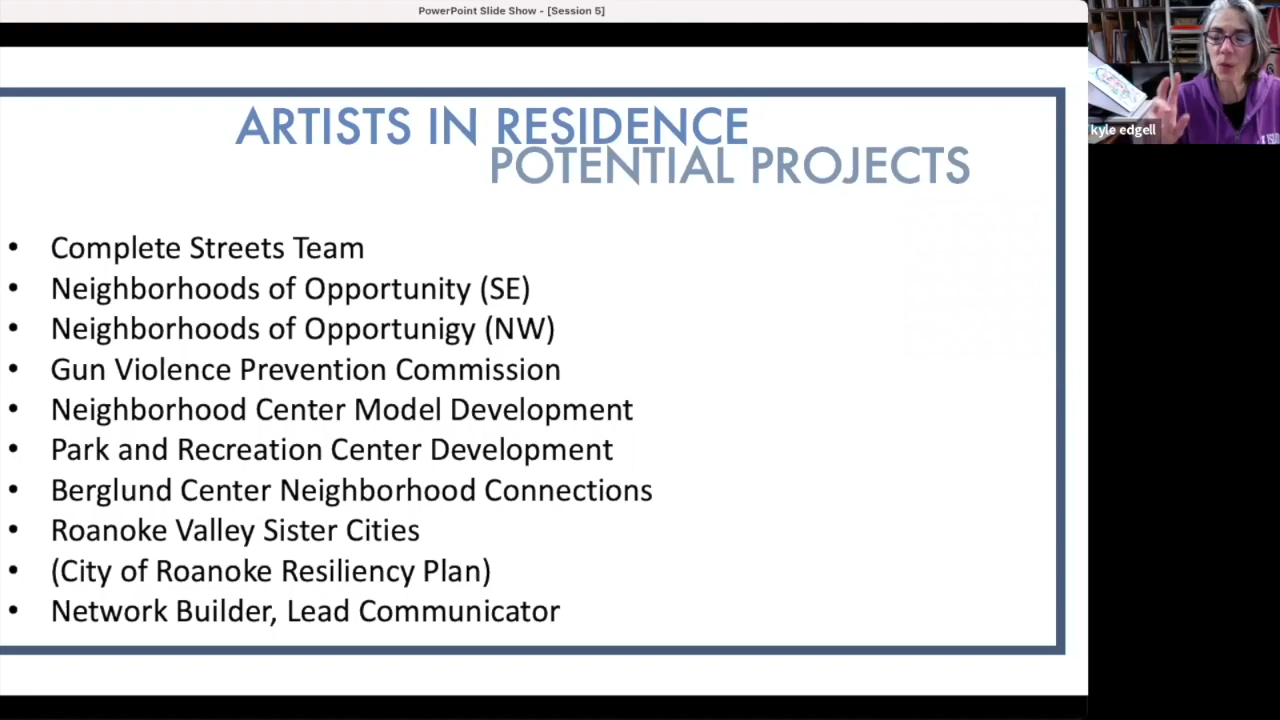 PowerPoint Slide Show - [Session 5]
ARTISTS IN RESIDENCE
POTENTIAL PROJECTS
• Complete Streets Team
• Neighborhoods of Opportunity (SE)
• Neighborhoods of Opportunigy (NW)
• Gun Violence Prevention Commission
• Neighborhood Center Model Development
• Park and Recreation Center Development
• Berglund Center Neighborhood Connections
• Roanoke Valley Sister Cities
• (City of Roanoke Resiliency Plan)
• Network Builder, Lead Communicator
kyle edgell